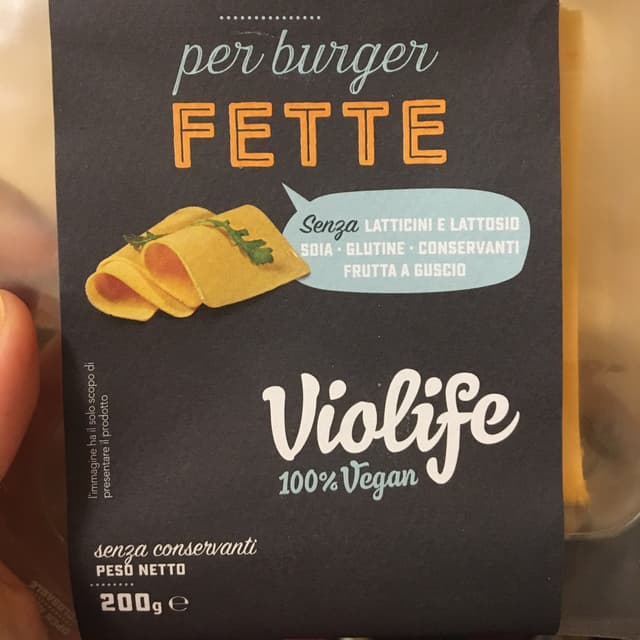 per burger
FETTE
Senza LATTICINI E LATTOSIO
SOIA · GLUTINE · CONSERVANTI
FRUTTA A GUSCIO
Violife
100% Vegan
l'immagine ha il solo scopo di
presentare il prodotto
senza conservanti
PESO NETTO
200g ℮